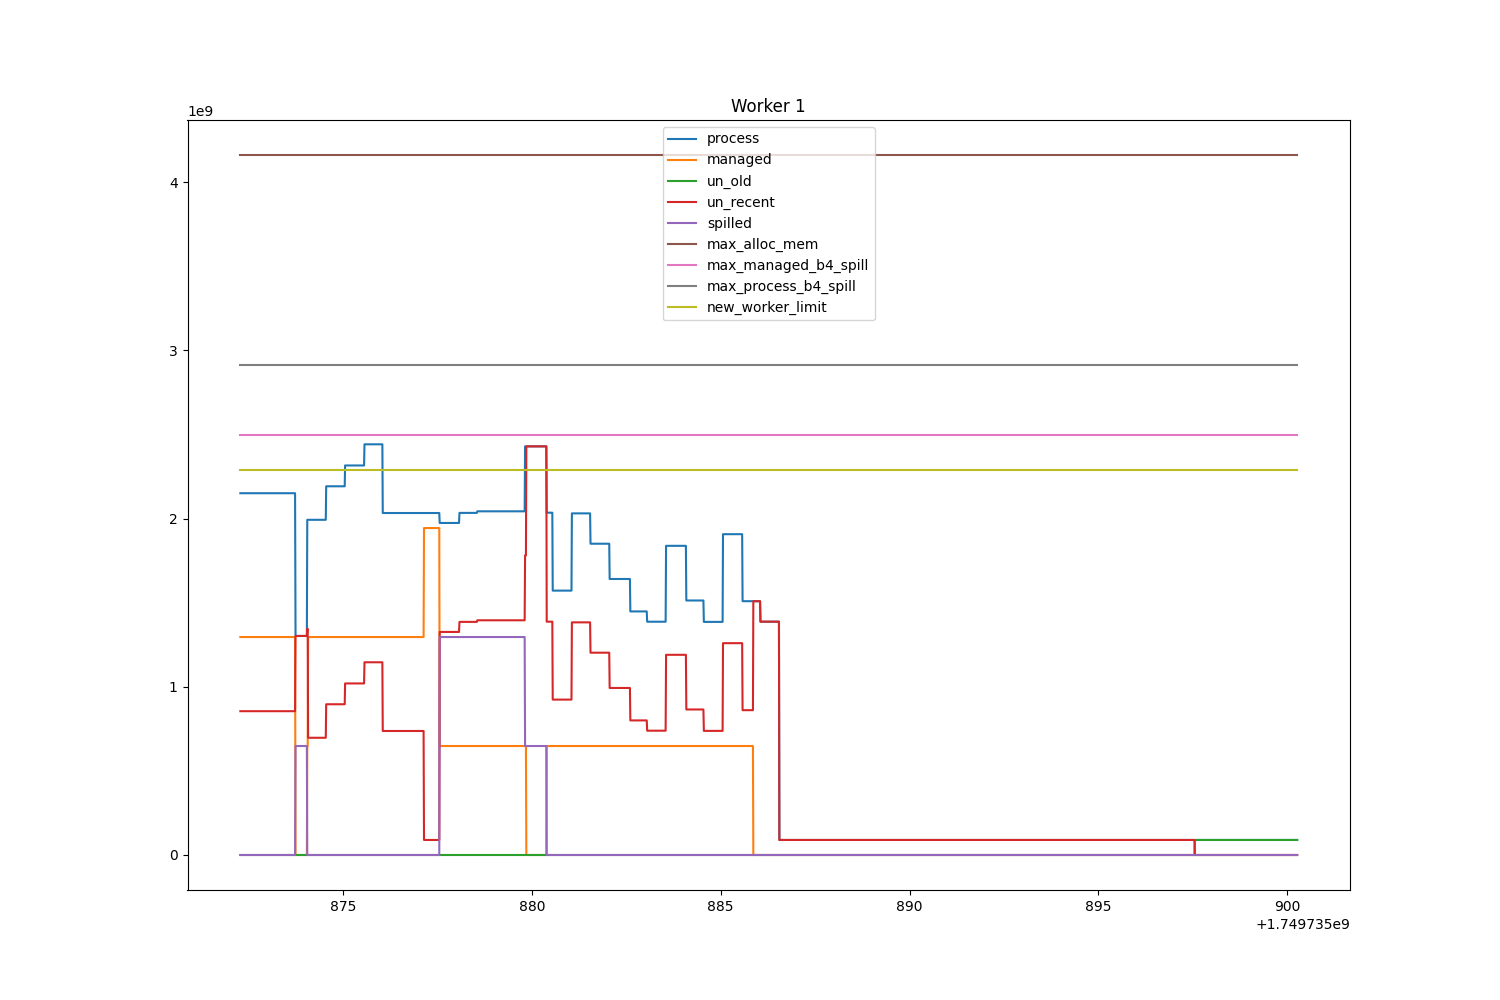 Worker 1
1e9
process
managed
un_old
un_recent
spilled
max_alloc_mem
max_managed_b4_spill
max_process_b4_spill
new_worker_limit
4
3
2
1
0
875 880 885 890 895 900
+1.749735e9